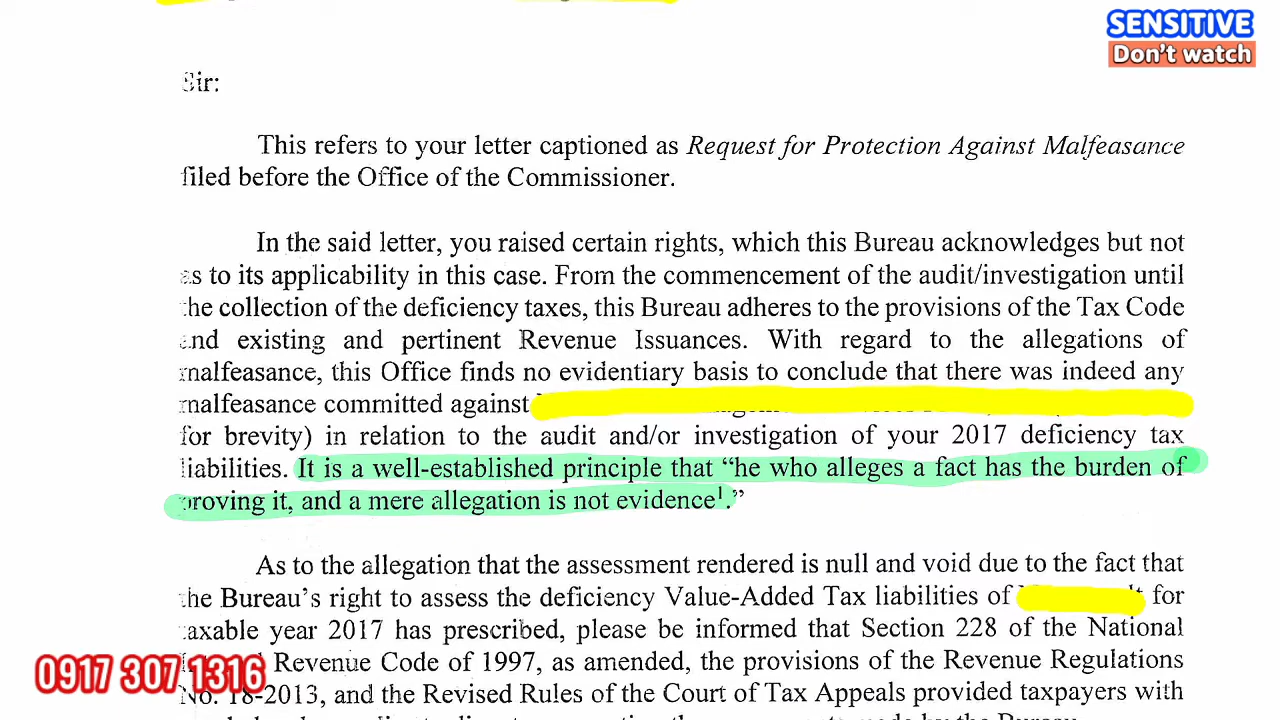 SENSITIVE
Don't watch
Sir:
This refers to your letter captioned as Request for Protection Against Malfeasance
filed before the Office of the Commissioner.
In the said letter, you raised certain rights, which this Bureau acknowledges but not
as to its applicability in this case. From the commencement of the audit/investigation until
the collection of the deficiency taxes, this Bureau adheres to the provisions of the Tax Code
and existing and pertinent Revenue Issuances. With regard to the allegations of
malfeasance, this Office finds no evidentiary basis to conclude that there was indeed any
malfeasance committed against
for brevity) in relation to the audit and/or investigation of your 2017 deficiency tax
liabilities. It is a well-established principle that “he who alleges a fact has the burden of
proving it, and a mere allegation is not evidence¹.”
As to the allegation that the assessment rendered is null and void due to the fact that
the Bureau’s right to assess the deficiency Value-Added Tax liabilities of for
taxable year 2017 has prescribed, please be informed that Section 228 of the National
Revenue Code of 1997, as amended, the provisions of the Revenue Regulations
No. 18-2013, and the Revised Rules of the Court of Tax Appeals provided taxpayers with
0917 307 1316